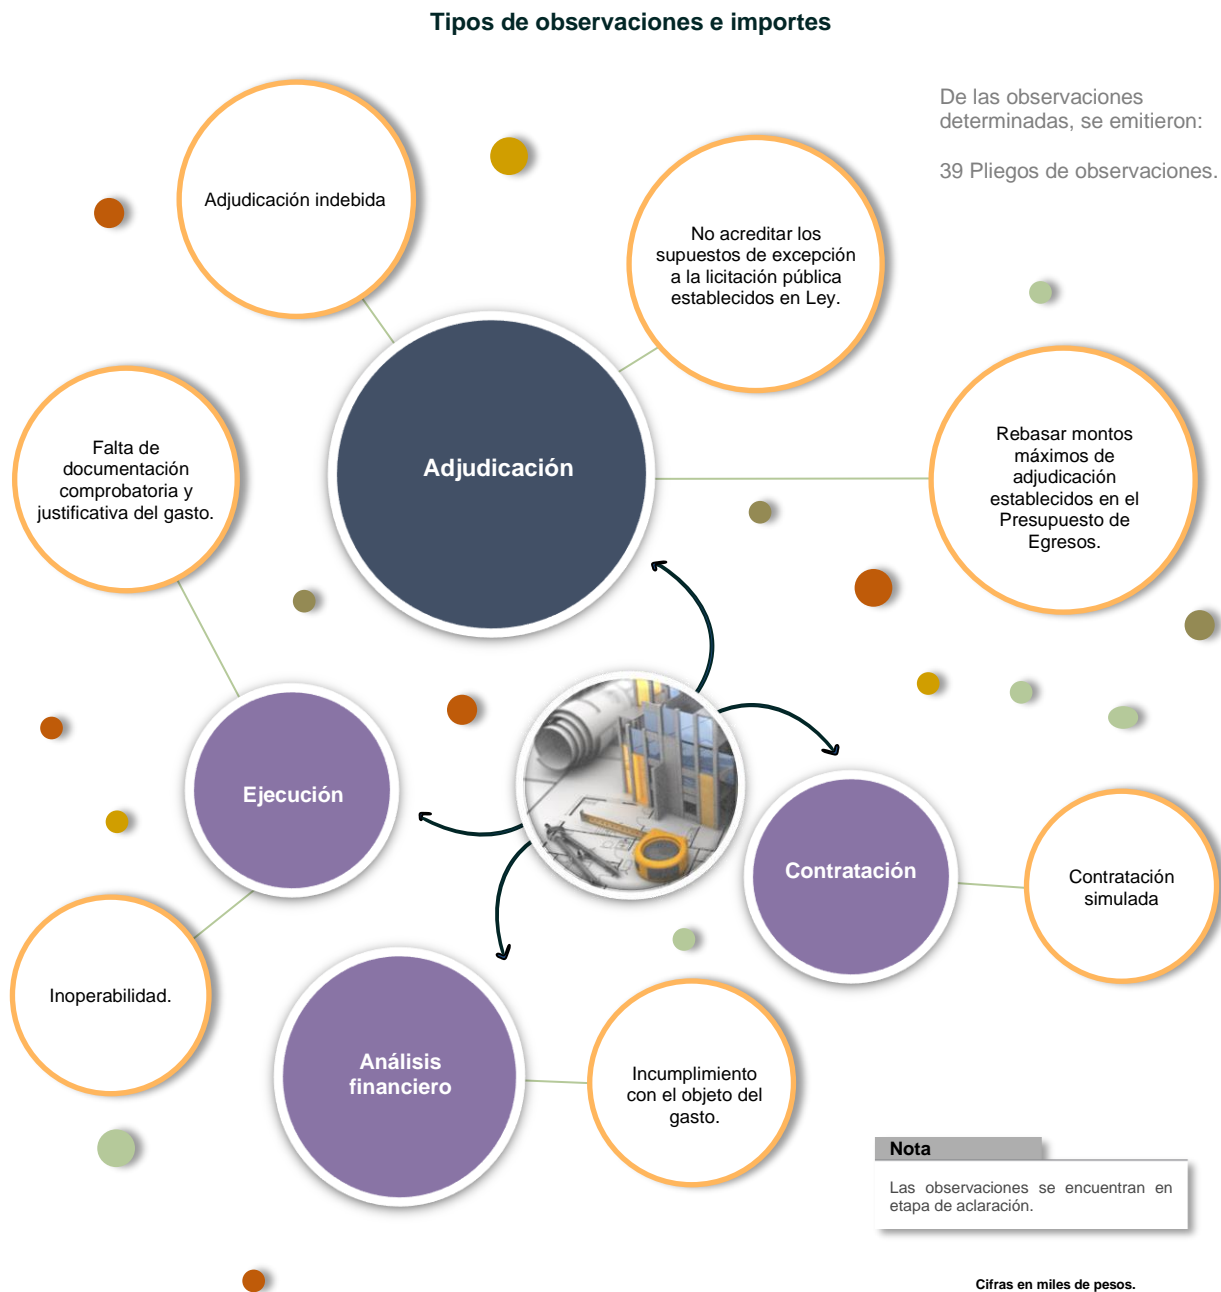 Tipos de observaciones e importes
De las observaciones
determinadas, se emitieron:
39 Pliegos de observaciones.
Adjudicación indebida
No acreditar los
supuestos de excepción
a la licitación pública
establecidos en Ley.
Rebasar montos
máximos de
adjudicación
establecidos en el
Presupuesto de
Egresos.
Adjudicación
Falta de
documentación
comprobatoria y
justificativa del gasto.
Ejecución
Contratación
Contratación
simulada
Inoperabilidad.
Análisis
financiero
Incumplimiento
con el objeto del
gasto.
Nota
Las observaciones se encuentran en
etapa de aclaración.
Cifras en miles de pesos.